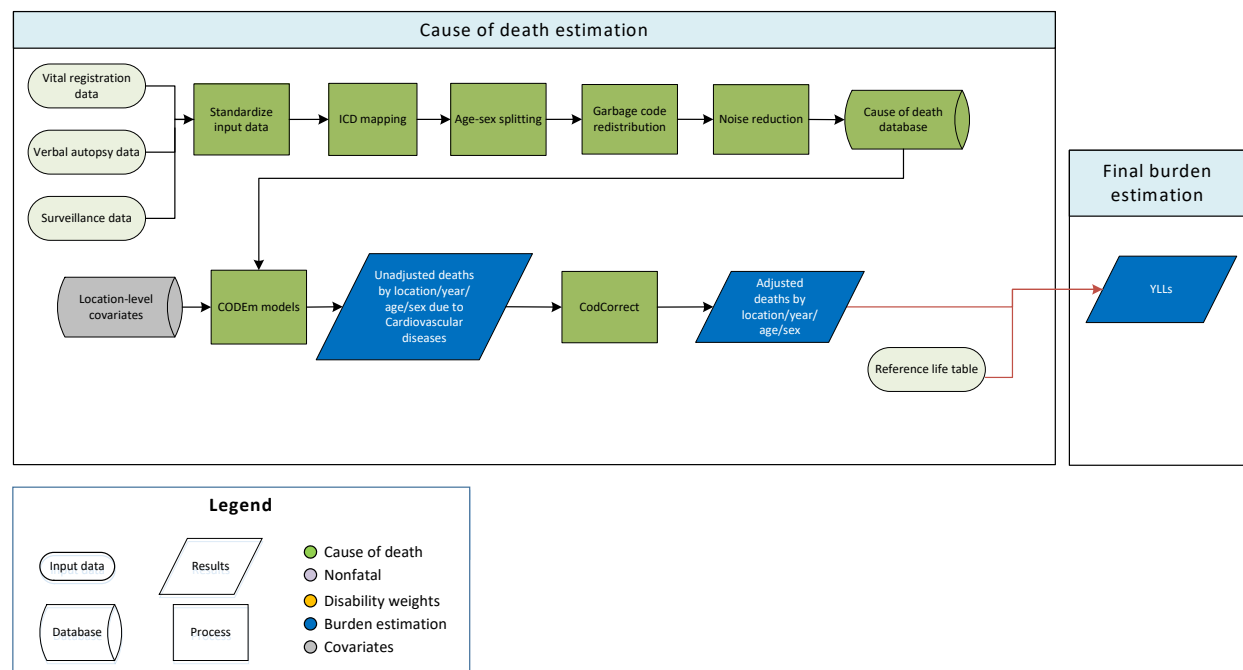 Cause of death estimation
Vital registration
data
Verbal autopsy data
Surveillance data
Standardize
input data
ICD mapping
Age-sex splitting
Garbage code
redistribution
Noise reduction
Cause of death
database
Location-level
covariates
CODEm models
Unadjusted deaths
by location/year/
age/sex due to
Cardiovascular
diseases
CodCorrect
Adjusted
deaths by
location/year/
age/sex
Reference life table
Final burden
estimation
YLLs
Legend
Input data
Results
Database
Process
Cause of death
Nonfatal
Disability weights
Burden estimation
Covariates